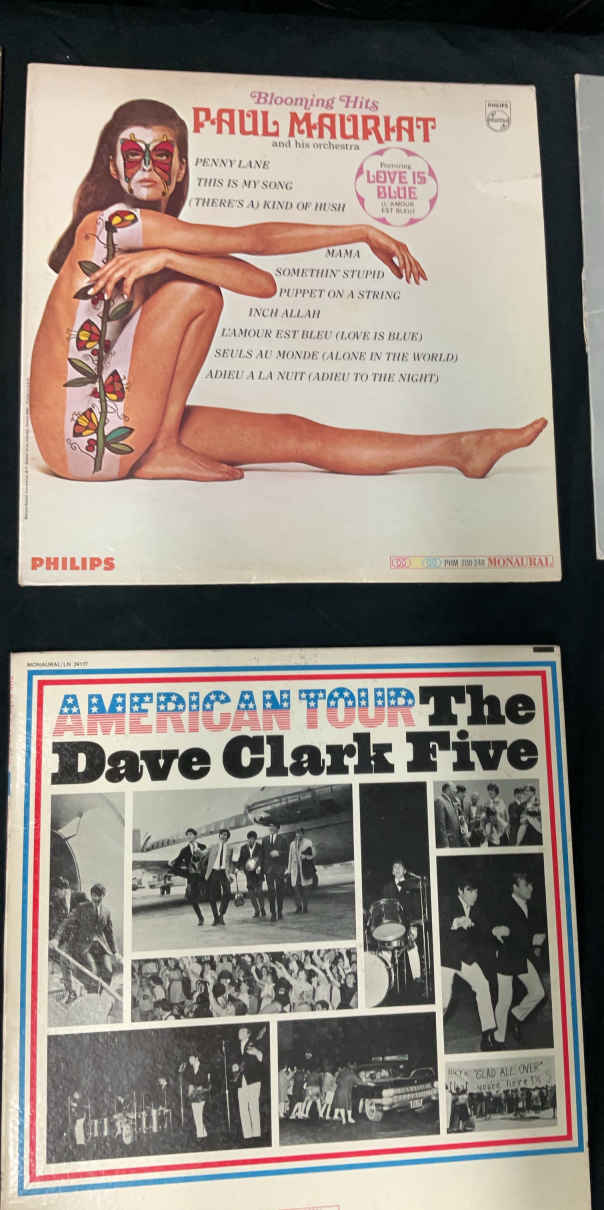 Blooming Hits
PAUL MAURIAT
and his orchestra
PHILIPS
PENNY LANE
THIS IS MY SONG
(THERE'S A) KIND OF HUSH
Featuring
LOVE IS
BLUE
(L'AMOUR
EST BLEU)
MAMA
SOMETHIN' STUPID
PUPPET ON A STRING
INCH ALLAH
L'AMOUR EST BLEU (LOVE IS BLUE)
SEULS AU MONDE (ALONE IN THE WORLD)
ADIEU A LA NUIT (ADIEU TO THE NIGHT)
PHILIPS
PHM 200-248 MONAURAL
MONAURAL/LN 24117
AMERICAN TOUR The
Dave Clark Five
"GLAD ALL OVER"